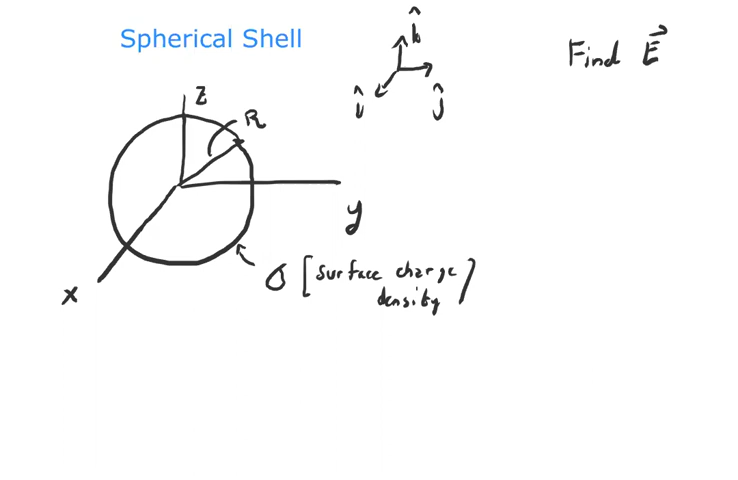 Spherical Shell
k̂
î
ĵ
Find E⃗
z
R
y
x
σ [surface charge
density]